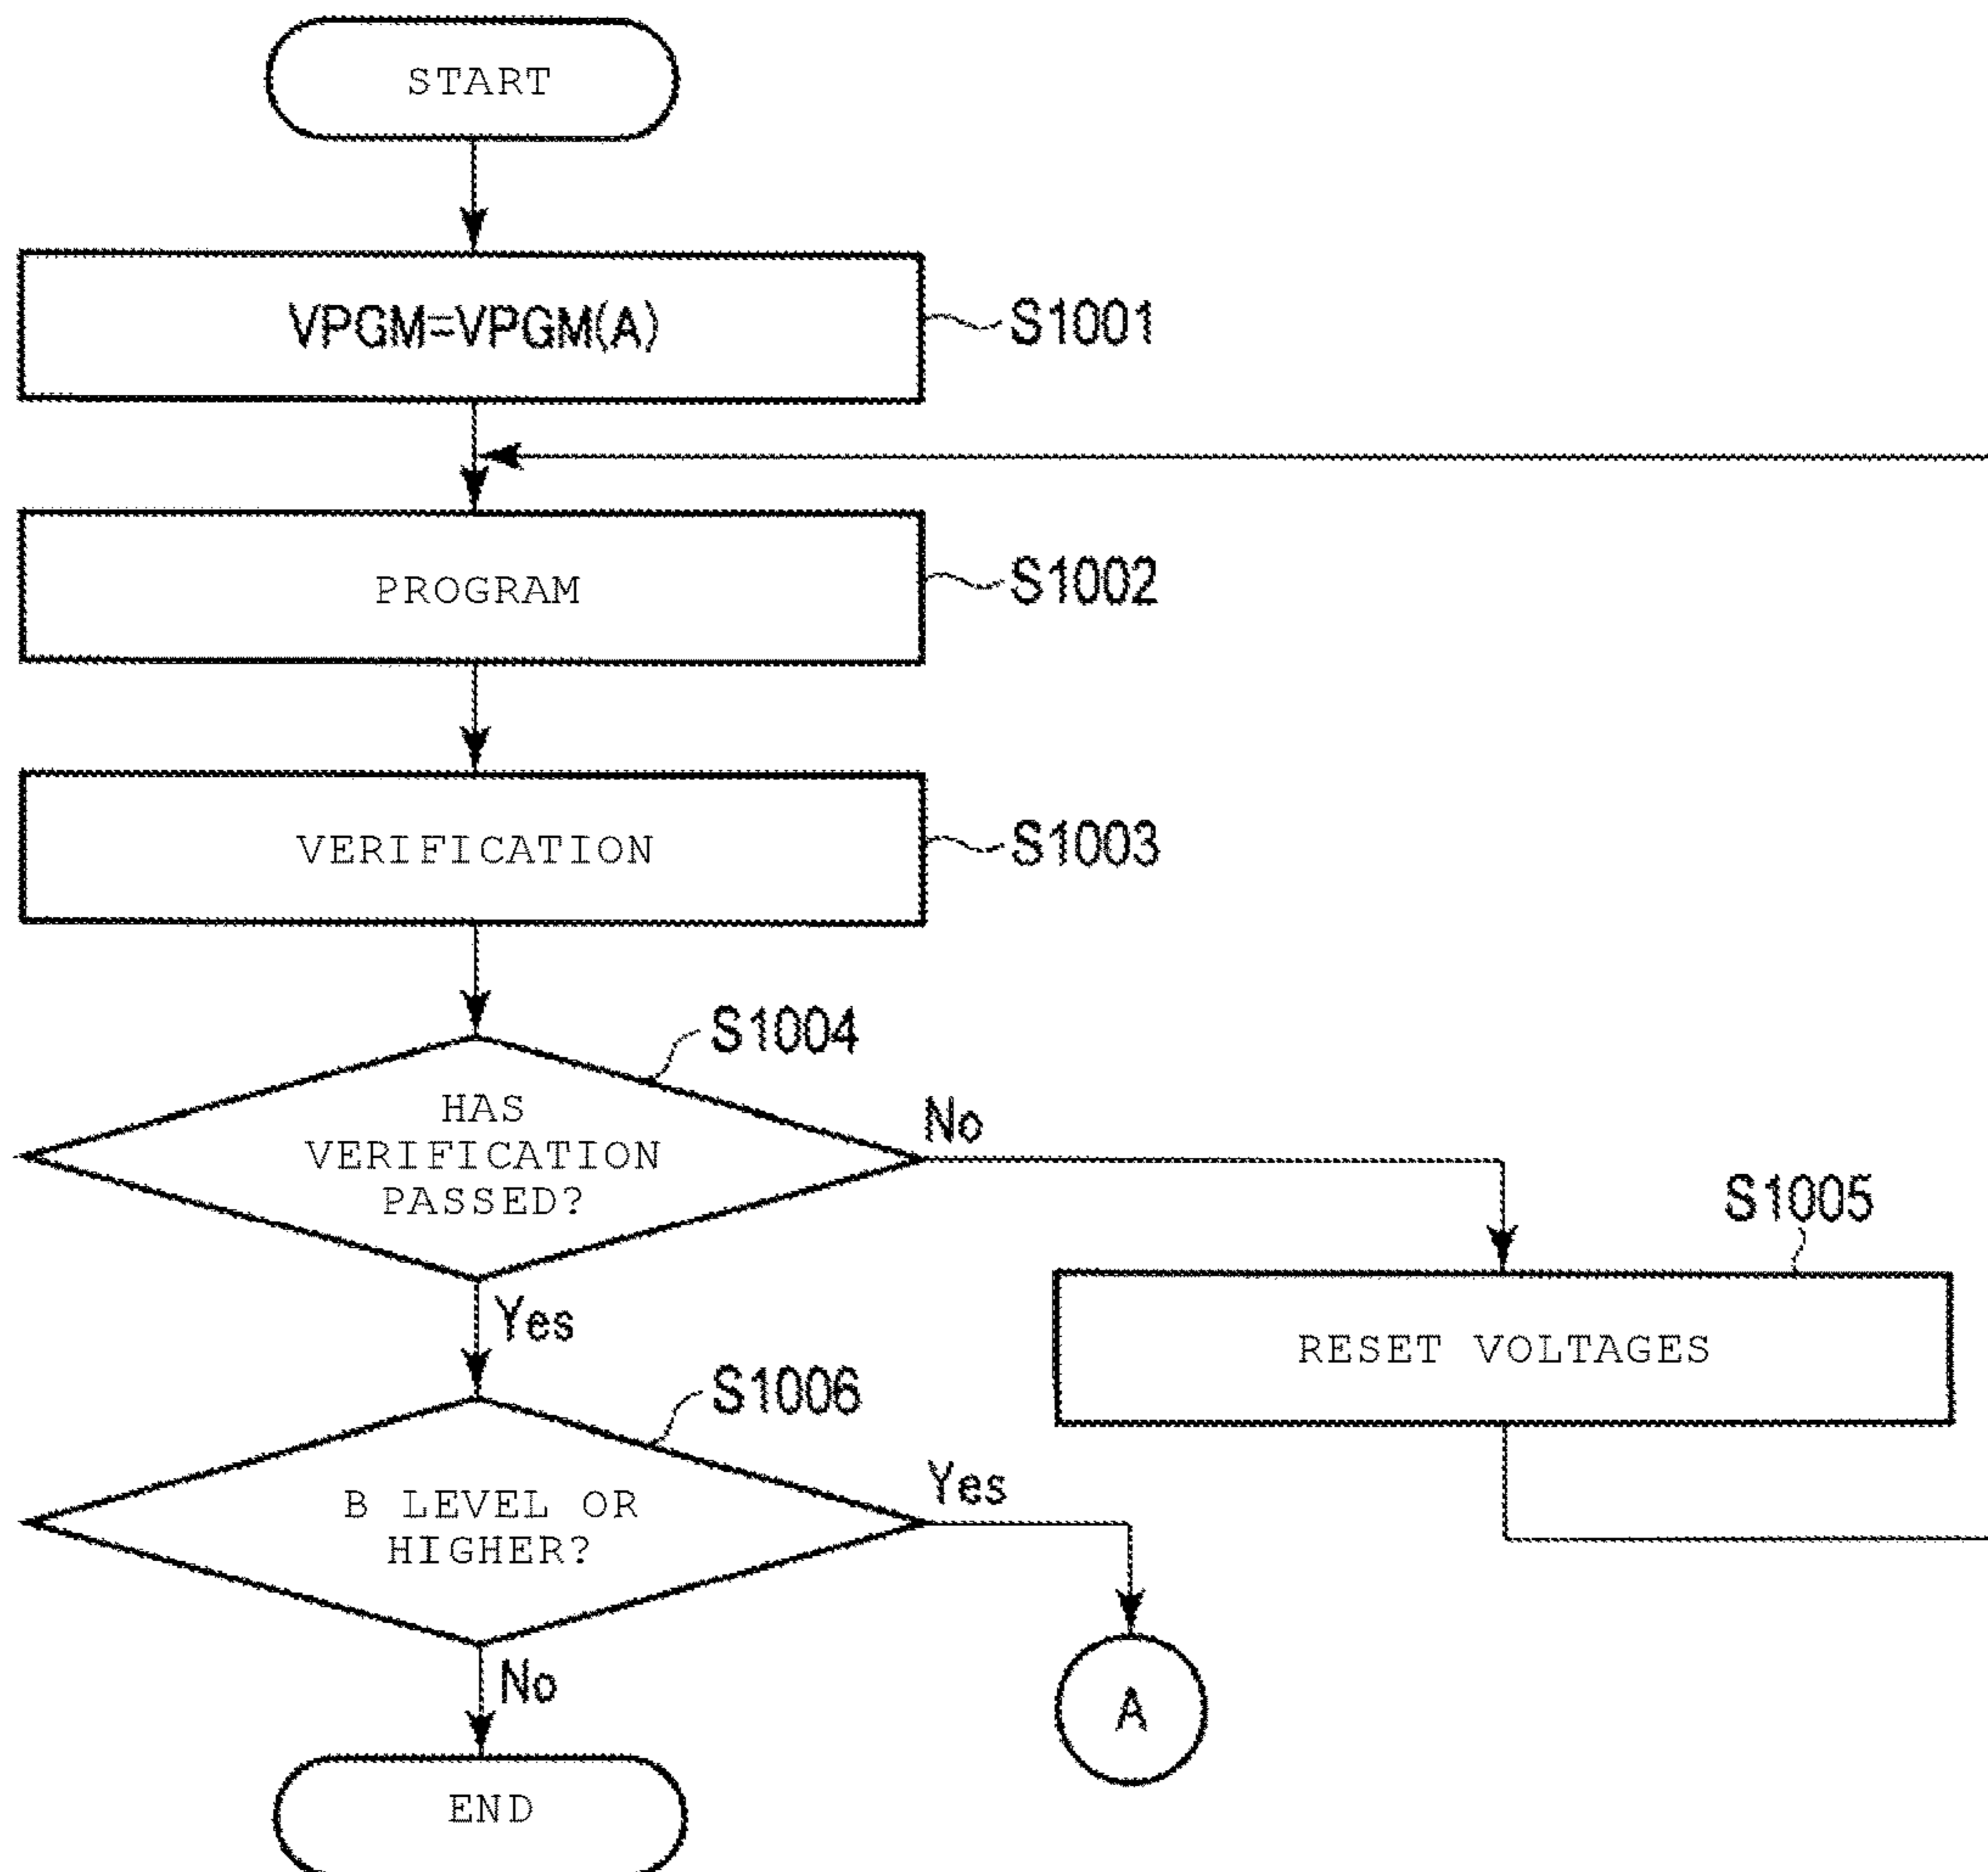 START
VPGM=VPGM(A)
S1001
PROGRAM
S1002
VERIFICATION
S1003
S1004
HAS
VERIFICATION
PASSED?
No
Yes
S1005
RESET VOLTAGES
S1006
B LEVEL OR
HIGHER?
Yes
No
A
END